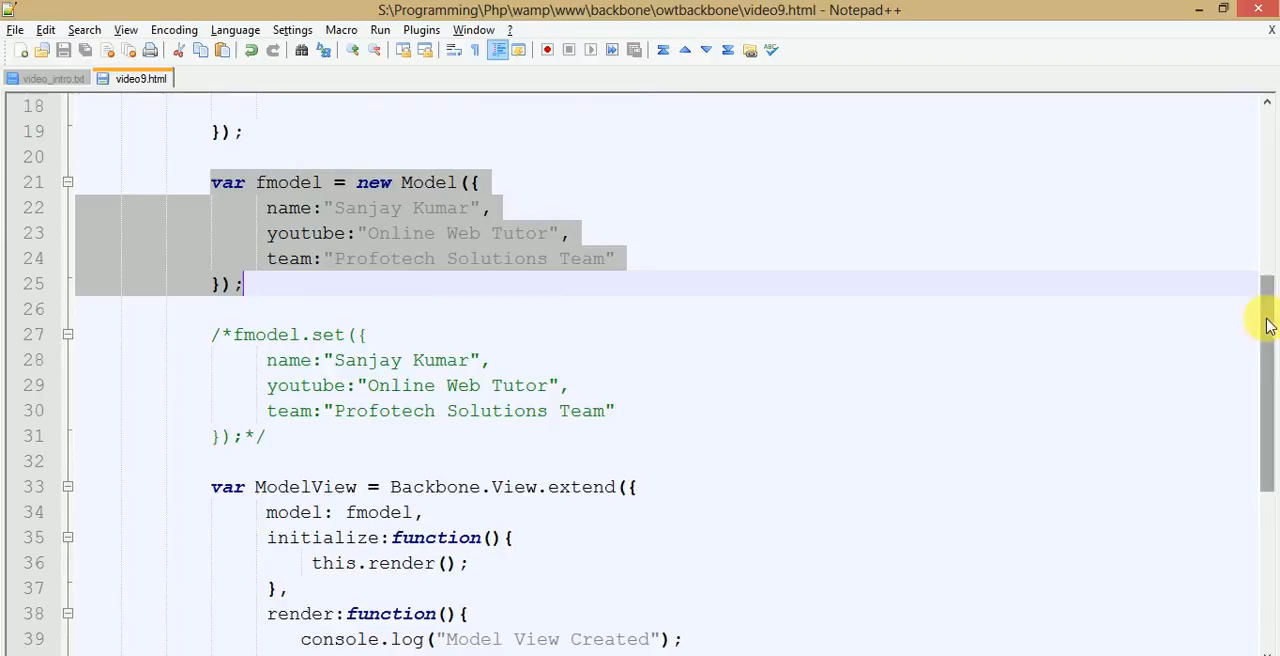 S:\Programming\Php\wamp\www\backbone\owtbackbone\video9.html - Notepad++
File Edit Search View Encoding Language Settings Macro Run Plugins Window ? X
video_intro.txt video9.html
18
19 });
20
21 var fmodel = new Model({
22 name:"Sanjay Kumar",
23 youtube:"Online Web Tutor",
24 team:"Profotech Solutions Team"
25 });
26
27 /*fmodel.set({
28 name:"Sanjay Kumar",
29 youtube:"Online Web Tutor",
30 team:"Profotech Solutions Team"
31 });*/
32
33 var ModelView = Backbone.View.extend({
34 model: fmodel,
35 initialize:function(){
36 this.render();
37 },
38 render:function(){
39 console.log("Model View Created");